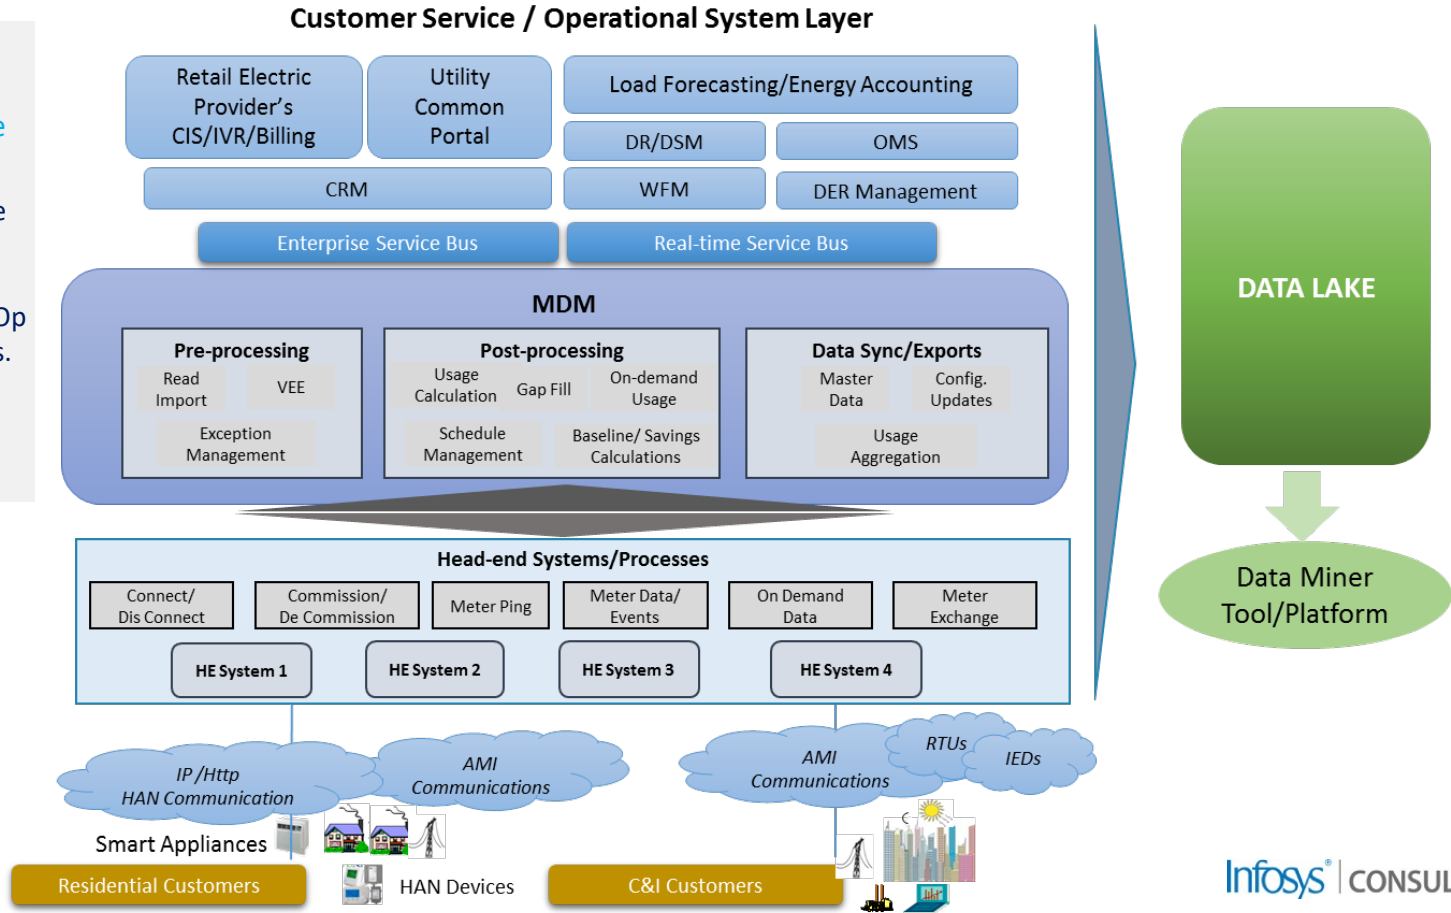 Customer Service / Operational System Layer
e
e
Op
s.
Retail Electric
Provider’s
CIS/IVR/Billing
Utility
Common
Portal
Load Forecasting/Energy Accounting
DR/DSM
OMS
CRM
WFM
DER Management
Enterprise Service Bus
Real-time Service Bus
MDM
Pre-processing
Read
Import
VEE
Exception
Management
Post-processing
Usage
Calculation
Gap Fill
On-demand
Usage
Schedule
Management
Baseline/ Savings
Calculations
Data Sync/Exports
Master
Data
Config.
Updates
Usage
Aggregation
Head-end Systems/Processes
Connect/
Dis Connect
Commission/
De Commission
Meter Ping
Meter Data/
Events
On Demand
Data
Meter
Exchange
HE System 1
HE System 2
HE System 3
HE System 4
IP /Http
HAN Communication
AMI
Communications
AMI
Communications
RTUs
IEDs
Smart Appliances
HAN Devices
Residential Customers
C&I Customers
DATA LAKE
Data Miner
Tool/Platform
Infosys® | CONSUL